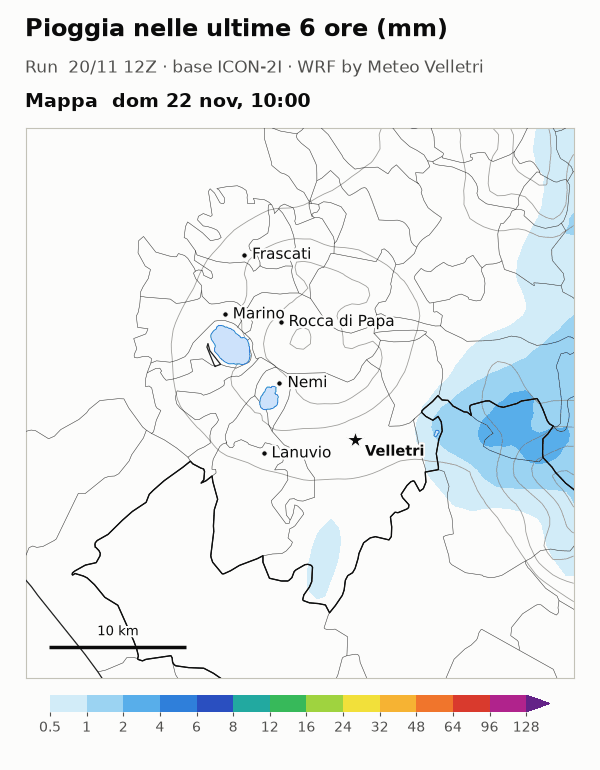 Pioggia nelle ultime 6 ore (mm)
Run  20/11 12Z · base ICON-2I · WRF by Meteo Velletri
Mappa  dom 22 nov, 10:00
Frascati
Marino
Rocca di Papa
Nemi
Velletri
Lanuvio
10 km
0.5 1 2 4 6 8 12 16 24 32 48 64 96 128